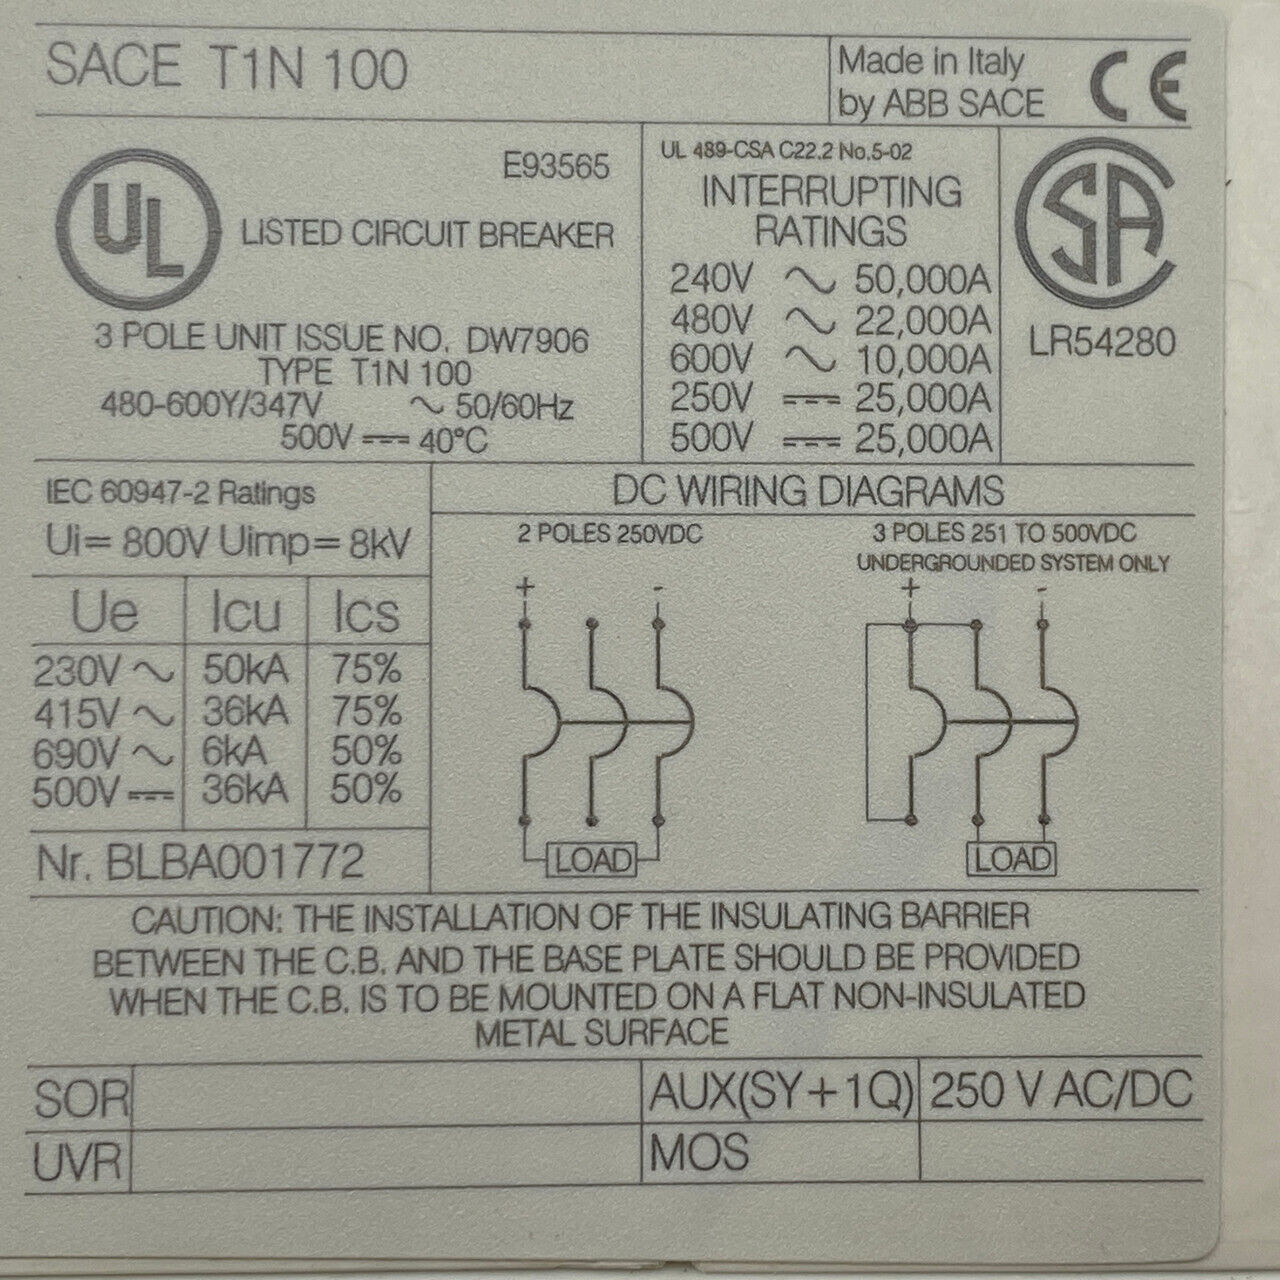 SACE T1N 100
Made in Italy
by ABB SACE
CE
UL
E93565
LISTED CIRCUIT BREAKER
3 POLE UNIT ISSUE NO. DW7906
TYPE T1N 100
480-600Y/347V ∼ 50/60Hz
500V ⎓ 40°C
UL 489-CSA C22.2 No.5-02
INTERRUPTING
RATINGS
240V ∼ 50,000A
480V ∼ 22,000A
600V ∼ 10,000A
250V ⎓ 25,000A
500V ⎓ 25,000A
SA
LR54280
IEC 60947-2 Ratings
Ui= 800V Uimp= 8kV
Ue Icu Ics
230V ∼ 50kA 75%
415V ∼ 36kA 75%
690V ∼ 6kA 50%
500V ⎓ 36kA 50%
Nr. BLBA001772
DC WIRING DIAGRAMS
2 POLES 250VDC
+ -
LOAD
3 POLES 251 TO 500VDC
UNDERGROUNDED SYSTEM ONLY
+ -
LOAD
CAUTION: THE INSTALLATION OF THE INSULATING BARRIER
BETWEEN THE C.B. AND THE BASE PLATE SHOULD BE PROVIDED
WHEN THE C.B. IS TO BE MOUNTED ON A FLAT NON-INSULATED
METAL SURFACE
SOR
AUX(SY+1Q) 250 V AC/DC
UVR
MOS